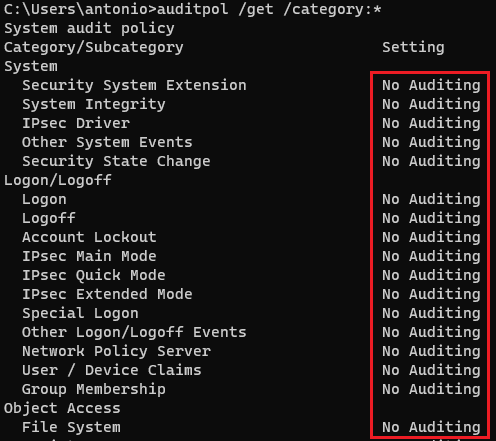 C:\Users\antonio>auditpol /get /category:*
System audit policy
Category/Subcategory                      Setting
System
  Security System Extension               No Auditing
  System Integrity                        No Auditing
  IPsec Driver                            No Auditing
  Other System Events                     No Auditing
  Security State Change                   No Auditing
Logon/Logoff
  Logon                                   No Auditing
  Logoff                                  No Auditing
  Account Lockout                         No Auditing
  IPsec Main Mode                         No Auditing
  IPsec Quick Mode                        No Auditing
  IPsec Extended Mode                     No Auditing
  Special Logon                           No Auditing
  Other Logon/Logoff Events               No Auditing
  Network Policy Server                   No Auditing
  User / Device Claims                    No Auditing
  Group Membership                        No Auditing
Object Access
  File System                             No Auditing